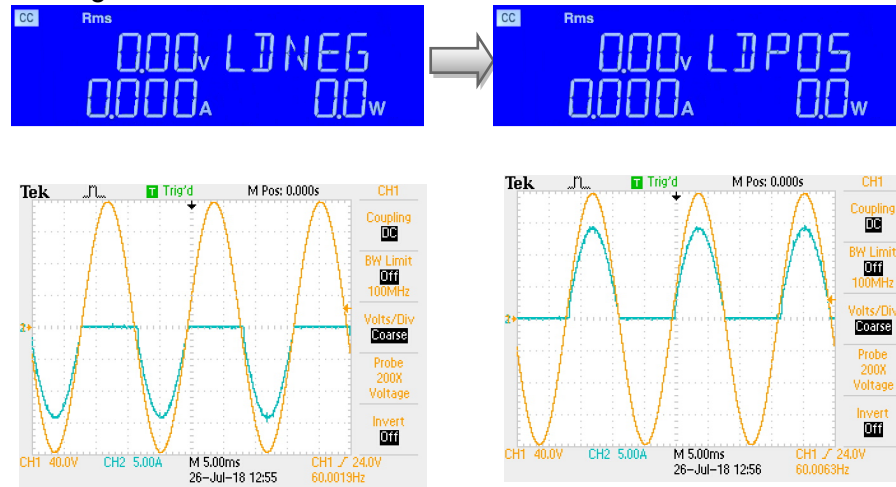 CC Rms
0.00V LDNEG
0.000A 0.0W
CC Rms
0.00V LDPOS
0.000A 0.0W
Tek T Trig'd M Pos: 0.000s CH1
Coupling
DC
BW Limit
Off
100MHz
Volts/Div
Coarse
Probe
200X
Voltage
Invert
Off
2
CH1 40.0V CH2 5.00A M 5.00ms CH1 24.0V
26-Jul-18 12:55 60.0019Hz
Tek T Trig'd M Pos: 0.000s CH1
Coupling
DC
BW Limit
Off
100MHz
Volts/Div
Coarse
Probe
200X
Voltage
Invert
Off
2
CH1 40.0V CH2 5.00A M 5.00ms CH1 24.0V
26-Jul-18 12:56 60.0063Hz